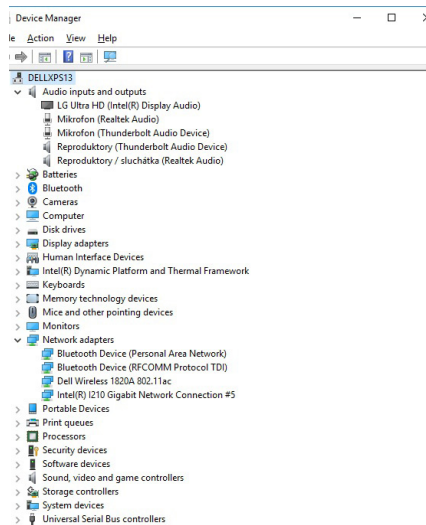 Device Manager
Action View Help
DELLXPS13
Audio inputs and outputs
LG Ultra HD (Intel(R) Display Audio)
Mikrofon (Realtek Audio)
Mikrofon (Thunderbolt Audio Device)
Reproduktory (Thunderbolt Audio Device)
Reproduktory / sluchátka (Realtek Audio)
Batteries
Bluetooth
Cameras
Computer
Disk drives
Display adapters
Human Interface Devices
Intel(R) Dynamic Platform and Thermal Framework
Keyboards
Memory technology devices
Mice and other pointing devices
Monitors
Network adapters
Bluetooth Device (Personal Area Network)
Bluetooth Device (RFCOMM Protocol TDI)
Dell Wireless 1820A 802.11ac
Intel(R) I210 Gigabit Network Connection #5
Portable Devices
Print queues
Processors
Security devices
Software devices
Sound, video and game controllers
Storage controllers
System devices
Universal Serial Bus controllers